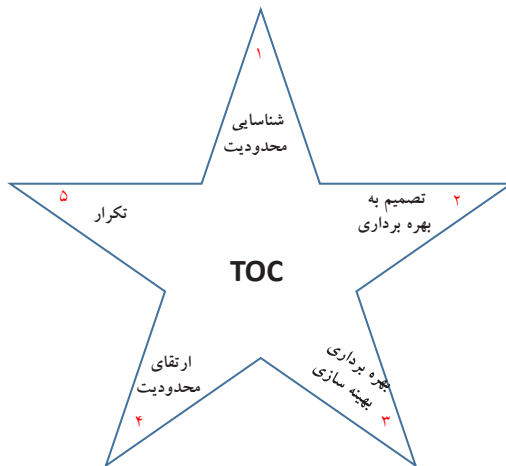 ۱
شناسایی
محدودیت
۲
تصمیم به
بهره برداری
۳
بهره برداری
بهینه سازی
۴
ارتقای
محدودیت
۵
تکرار
TOC